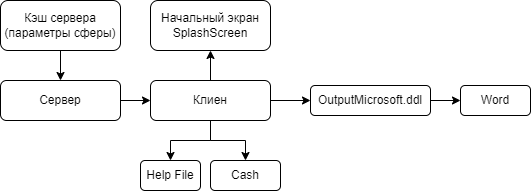 Кэш сервера
(параметры сферы)
Начальный экран
SplashScreen
Сервер
Клиен
OutputMicrosoft.ddl
Word
Help File
Cash